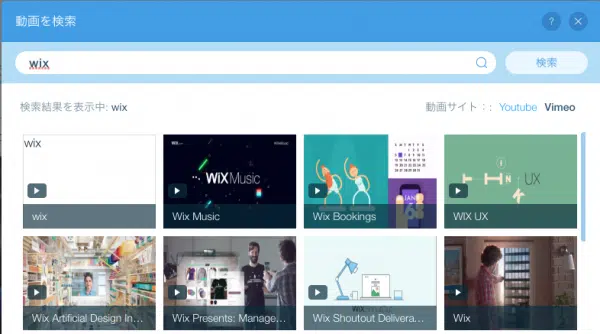 動画を検索
?
wix
検索
検索結果を表示中: wix
動画サイト：: Youtube Vimeo
wix
WiX Music
UX
wix
Wix Music
Wix Bookings
WIX UX
Wix Artificial Design In...
Wix Presents: Manage...
Wix Shoutout Delivera...
Wix